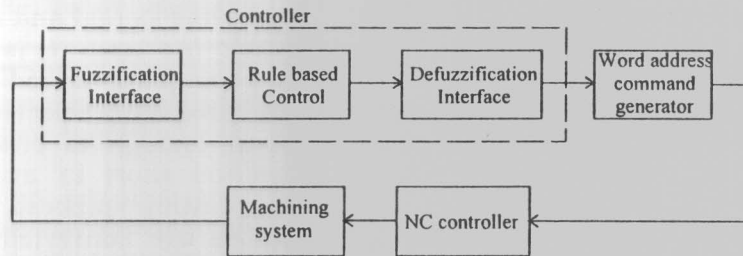 Controller
Fuzzification
Interface
Rule based
Control
Defuzzification
Interface
Word address
command
generator
Machining
system
NC controller